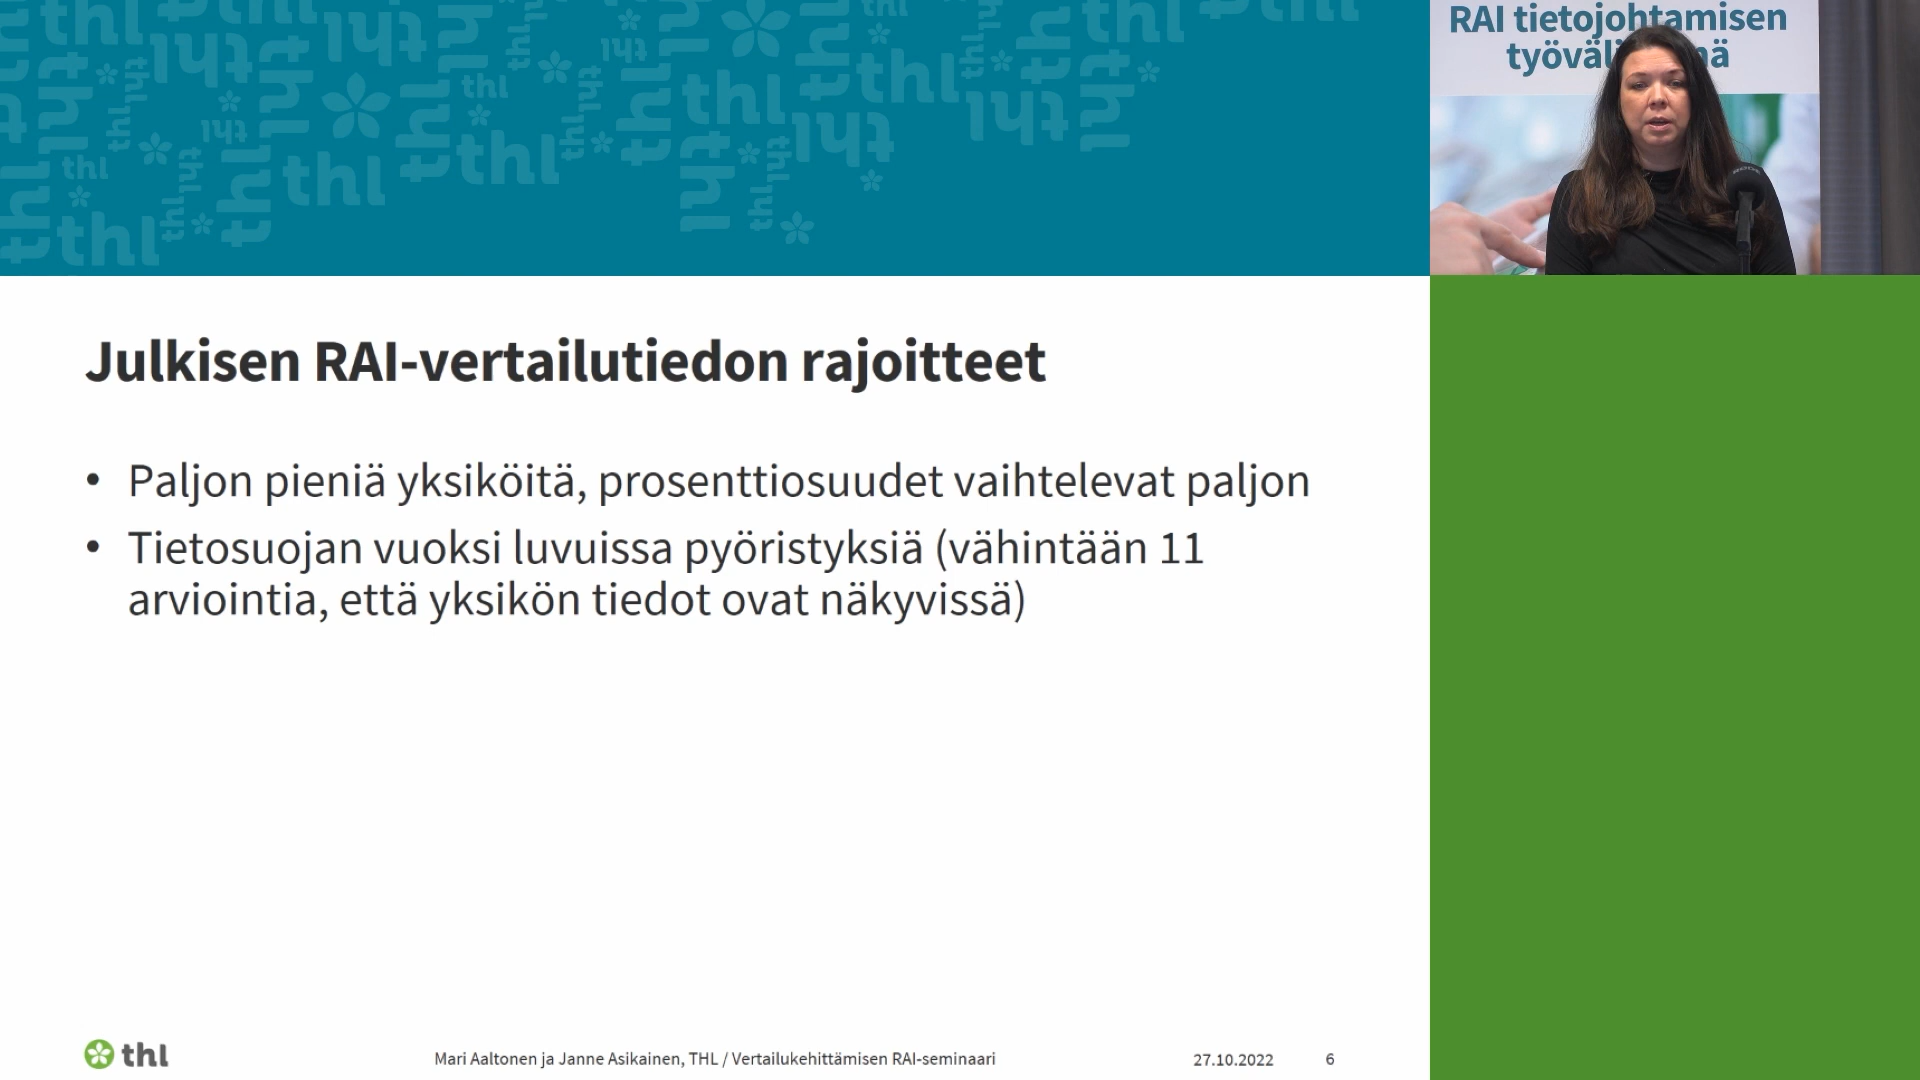 RAI tietojohtamisen
Julkisen RAI-vertailutiedon rajoitteet
• Paljon pieniä yksiköitä, prosenttiosuudet vaihtelevat paljon
• Tietosuojan vuoksi luvuissa pyöristyksiä (vähintään 11
arviointia, että yksikön tiedot ovat näkyvissä)
thl
Mari Aaltonen ja Janne Asikainen, THL / Vertailukehittämisen RAI-seminaari
27.10.2022
6